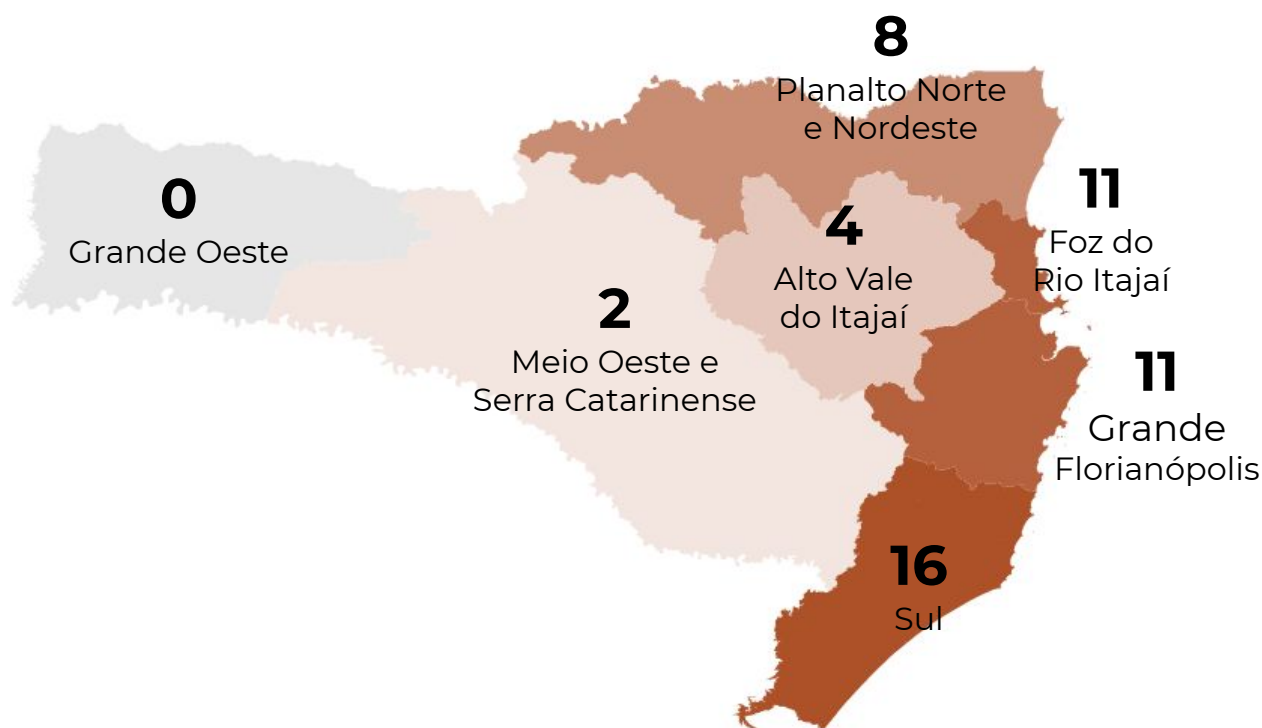 8
Planalto Norte
e Nordeste
0
Grande Oeste
4
Alto Vale
do Itajaí
11
Foz do
Rio Itajaí
2
Meio Oeste e
Serra Catarinense
11
Grande
Florianópolis
16
Sul